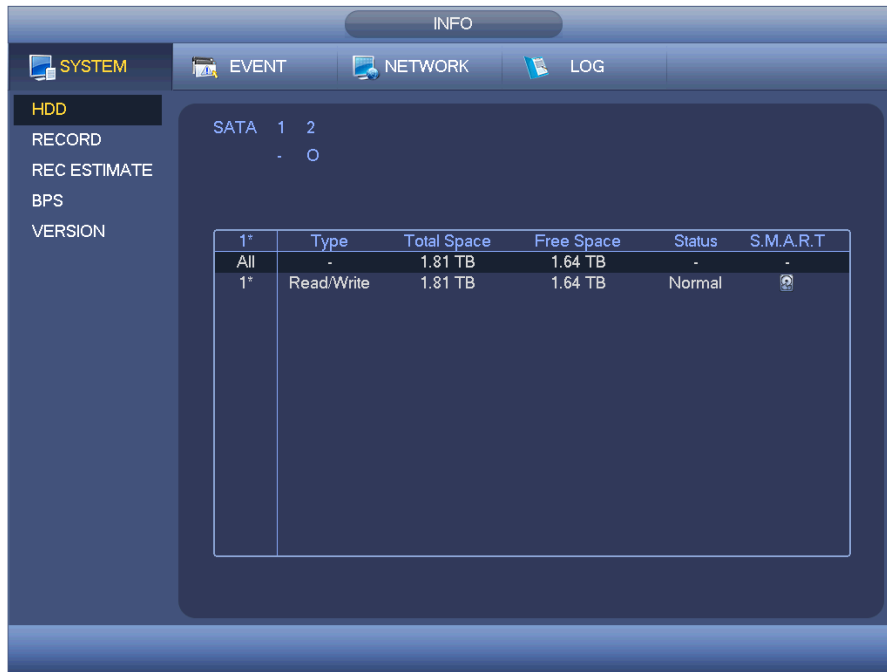 INFO
SYSTEM EVENT NETWORK LOG
HDD
RECORD
REC ESTIMATE
BPS
VERSION
SATA 1 2
- O
1* Type Total Space Free Space Status S.M.A.R.T
All - 1.81 TB 1.64 TB - -
1* Read/Write 1.81 TB 1.64 TB Normal